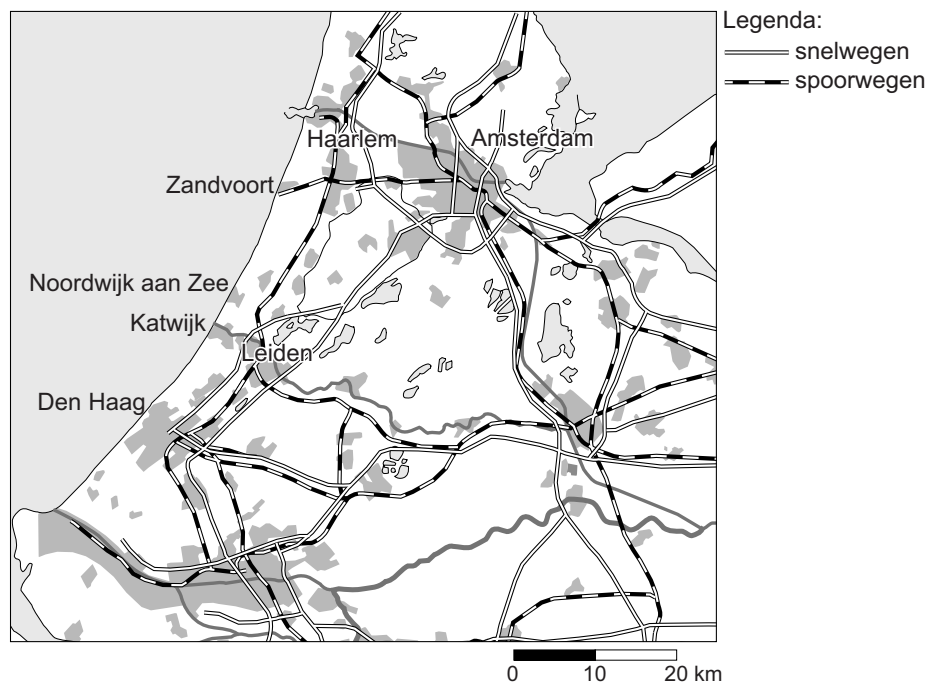 Legenda:
snelwegen
spoorwegen
Haarlem
Amsterdam
Zandvoort
Noordwijk aan Zee
Katwijk
Leiden
Den Haag
0 10 20 km